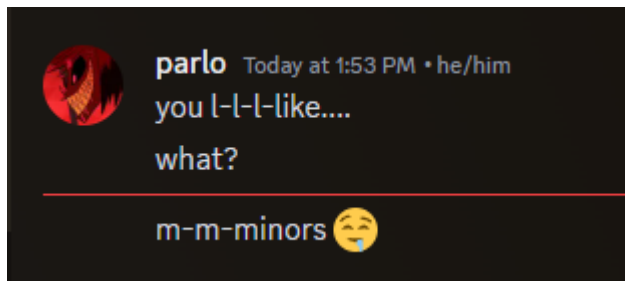 parlo Today at 1:53 PM • he/him
you l-l-l-like....
what?
m-m-minors 🤤